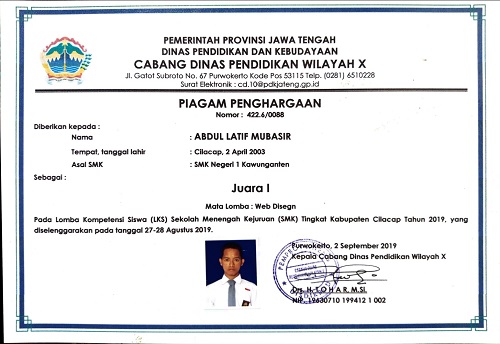 PEMERINTAH PROVINSI JAWA TENGAH
DINAS PENDIDIKAN DAN KEBUDAYAAN
CABANG DINAS PENDIDIKAN WILAYAH X
Jl. Gatot Subroto No. 67 Purwokerto Kode Pos 53115 Telp. (0281) 6510228
Surat Elektronik : cd.10@pdkjateng.go.id
PIAGAM PENGHARGAAN
Nomor : 422.6/0088
Diberikan kepada :
Nama : ABDUL LATIF MUBASIR
Tempat, tanggal lahir : Cilacap, 2 April 2003
Asal SMK : SMK Negeri 1 Kawunganten
Sebagai :
Juara I
Mata Lomba : Web Disegn
Pada Lomba Kompetensi Siswa (LKS) Sekolah Menengah Kejuruan (SMK) Tingkat Kabupaten Cilacap Tahun 2019, yang
diselenggarakan pada tanggal 27-28 Agustus 2019.
Purwokerto, 2 September 2019
Kepala Cabang Dinas Pendidikan Wilayah X
Drs. H. T O H A R, M.SI.
NIP. 19630710 199412 1 002